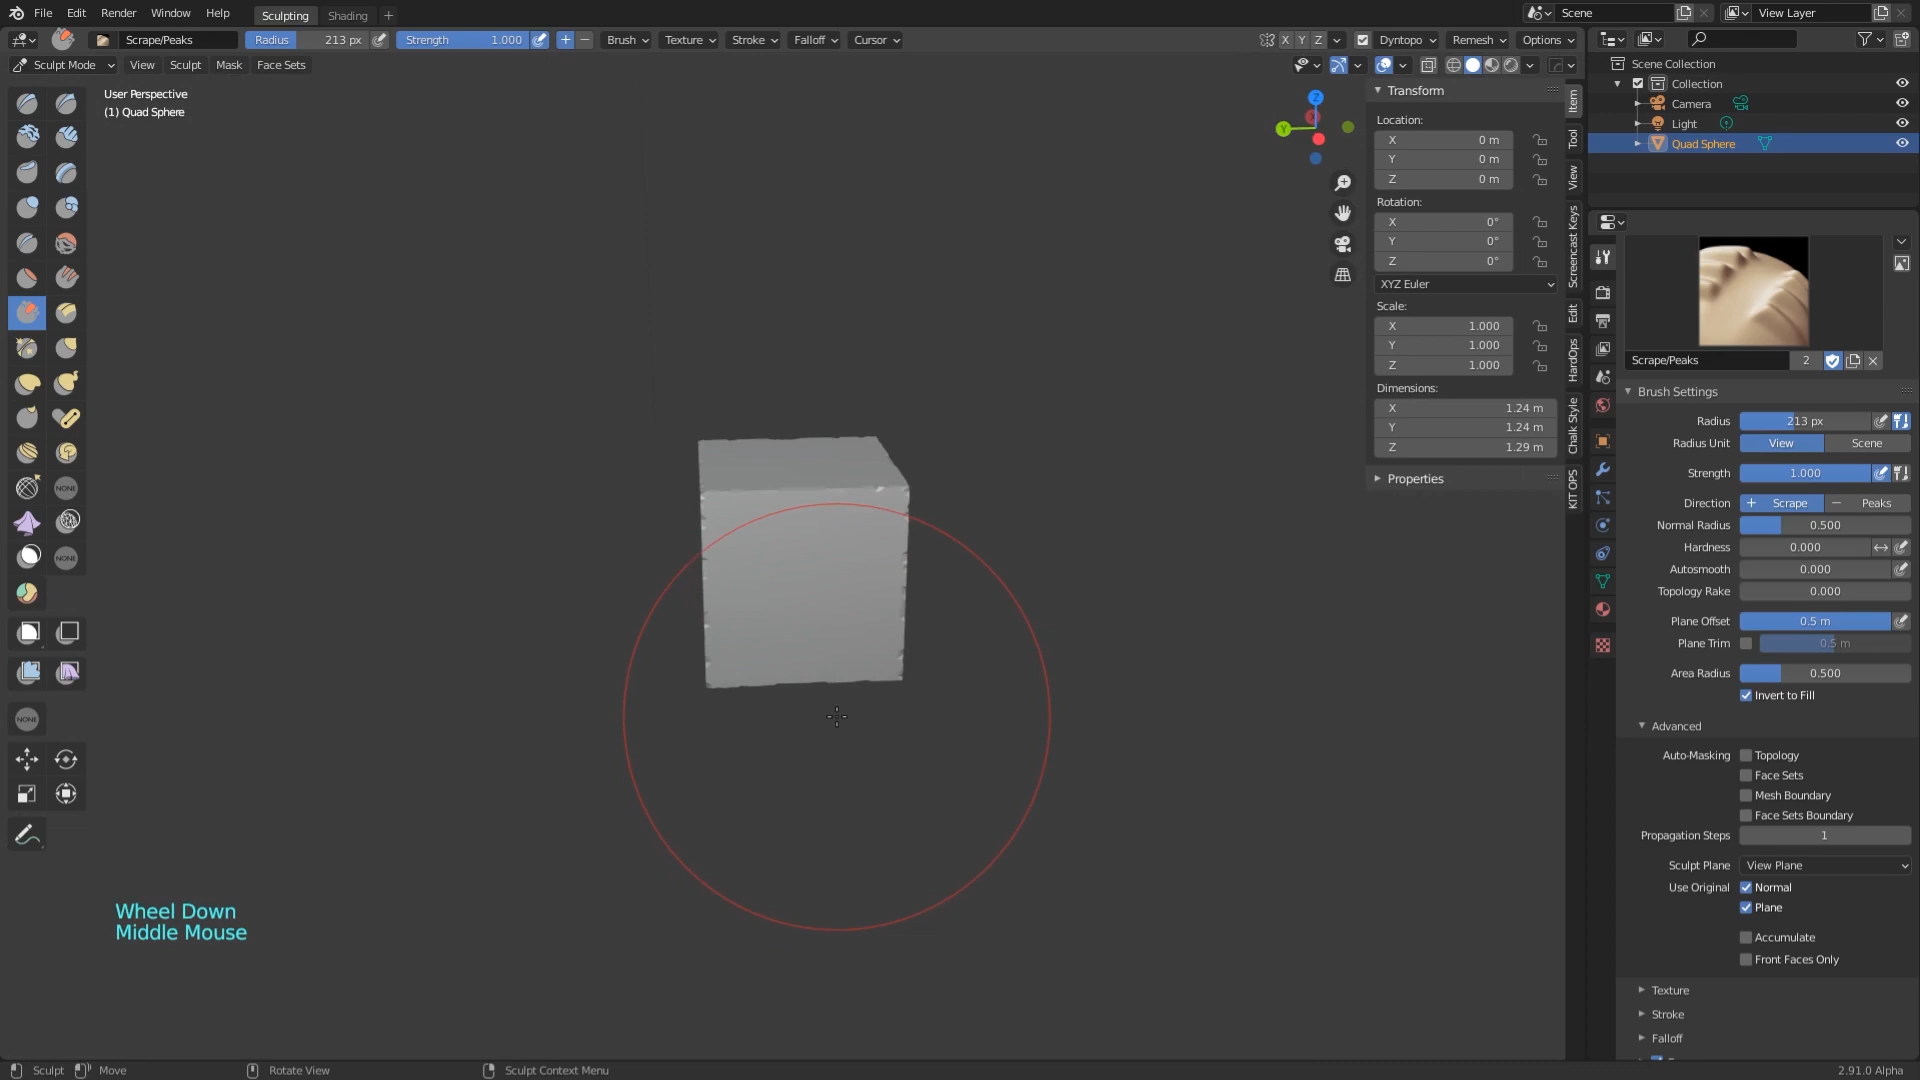 File Edit Render Window Help Sculpting Shading + Scene View Layer
Scrape/Peaks Radius 213 px Strength 1.000 + − Brush Texture Stroke Falloff Cursor X Y Z Dyntopo Remesh Options
Sculpt Mode View Sculpt Mask Face Sets
User Perspective
(1) Quad Sphere
Z
Y
NONE
NONE
NONE
Wheel Down
Middle Mouse
Transform
Location:
X 0 m
Y 0 m
Z 0 m
Rotation:
X 0°
Y 0°
Z 0°
XYZ Euler
Scale:
X 1.000
Y 1.000
Z 1.000
Dimensions:
X 1.24 m
Y 1.24 m
Z 1.29 m
Properties
Item
Tool
View
Screencast Keys
Edit
HardOps
Chalk Style
KIT OPS
Scene Collection
Collection
Camera
Light
Quad Sphere
Scrape/Peaks 2
Brush Settings
Radius 213 px
Radius Unit View Scene
Strength 1.000
Direction + Scrape − Peaks
Normal Radius 0.500
Hardness 0.000
Autosmooth 0.000
Topology Rake 0.000
Plane Offset 0.5 m
Plane Trim 0.5 m
Area Radius 0.500
Invert to Fill
Advanced
Auto-Masking Topology
Face Sets
Mesh Boundary
Face Sets Boundary
Propagation Steps 1
Sculpt Plane View Plane
Use Original Normal
Plane
Accumulate
Front Faces Only
Texture
Stroke
Falloff
Sculpt Move Rotate View Sculpt Context Menu 2.91.0 Alpha